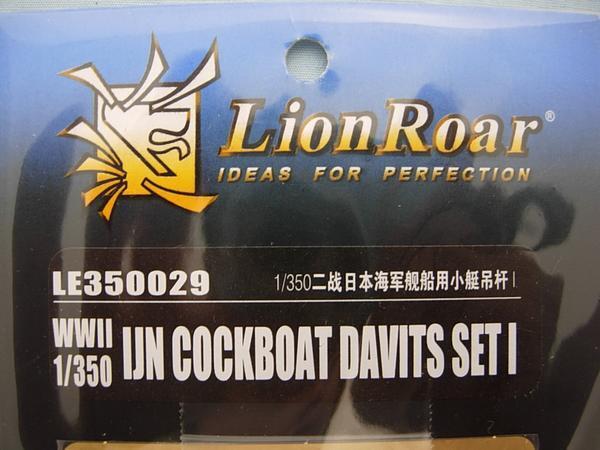 LionRoar®
IDEAS FOR PERFECTION
LE350029
1/350二战日本海军舰船用小艇吊杆 I
WWII
1/350
IJN COCKBOAT DAVITS SET I